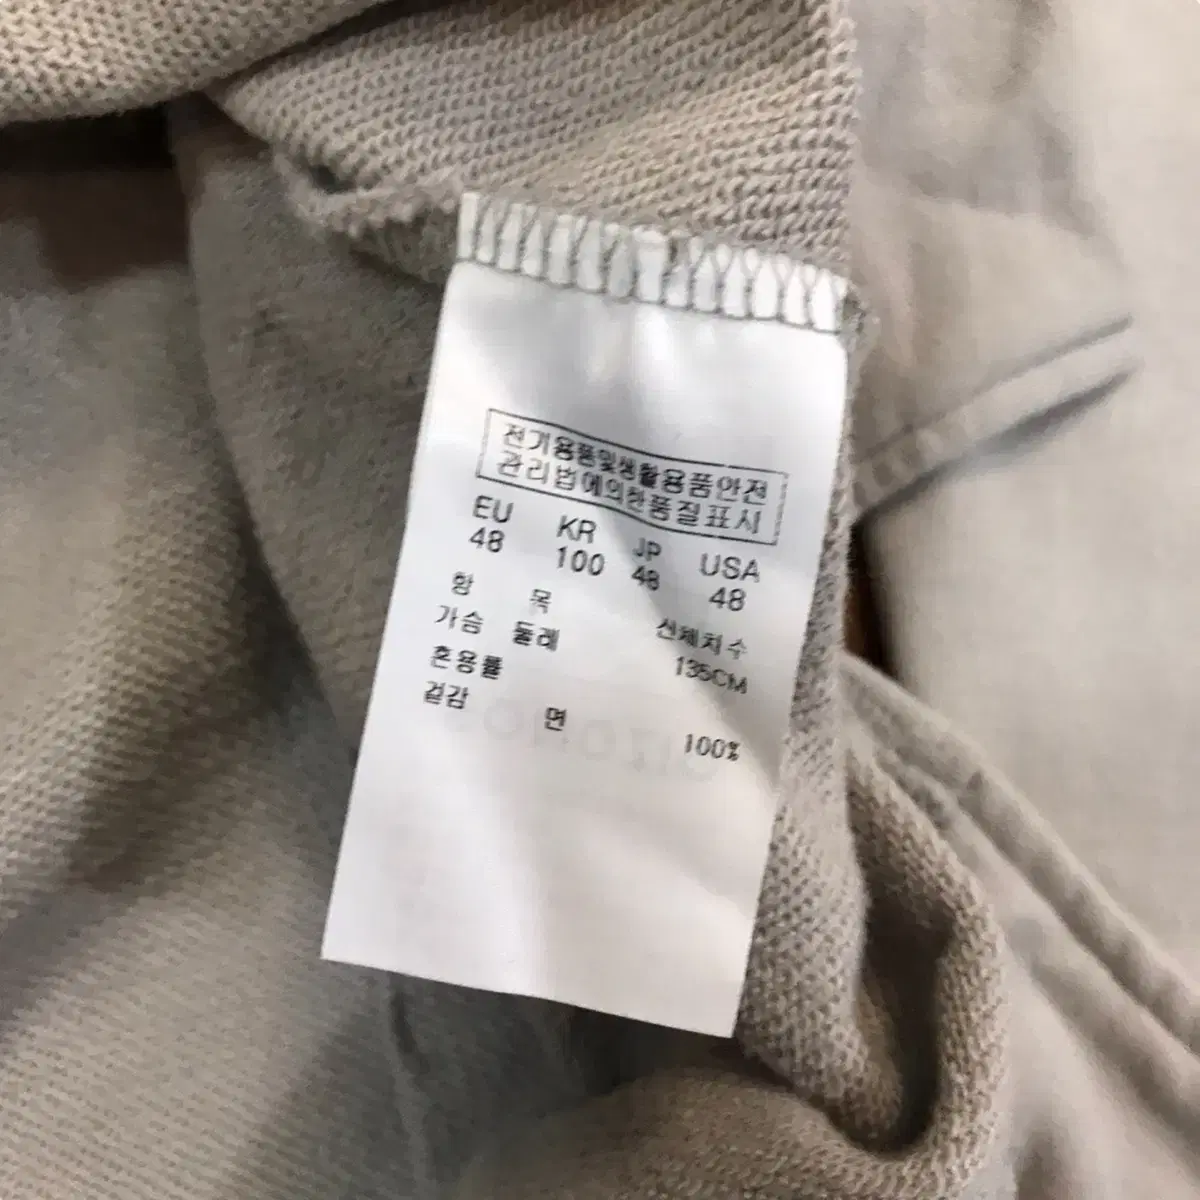 전기용품및생활용품안전
관리법에의한품질표시
EU KR JP USA
48 100 48 48
항 목 신체치수
가슴 둘레 135CM
혼용률
겉감 면 100%